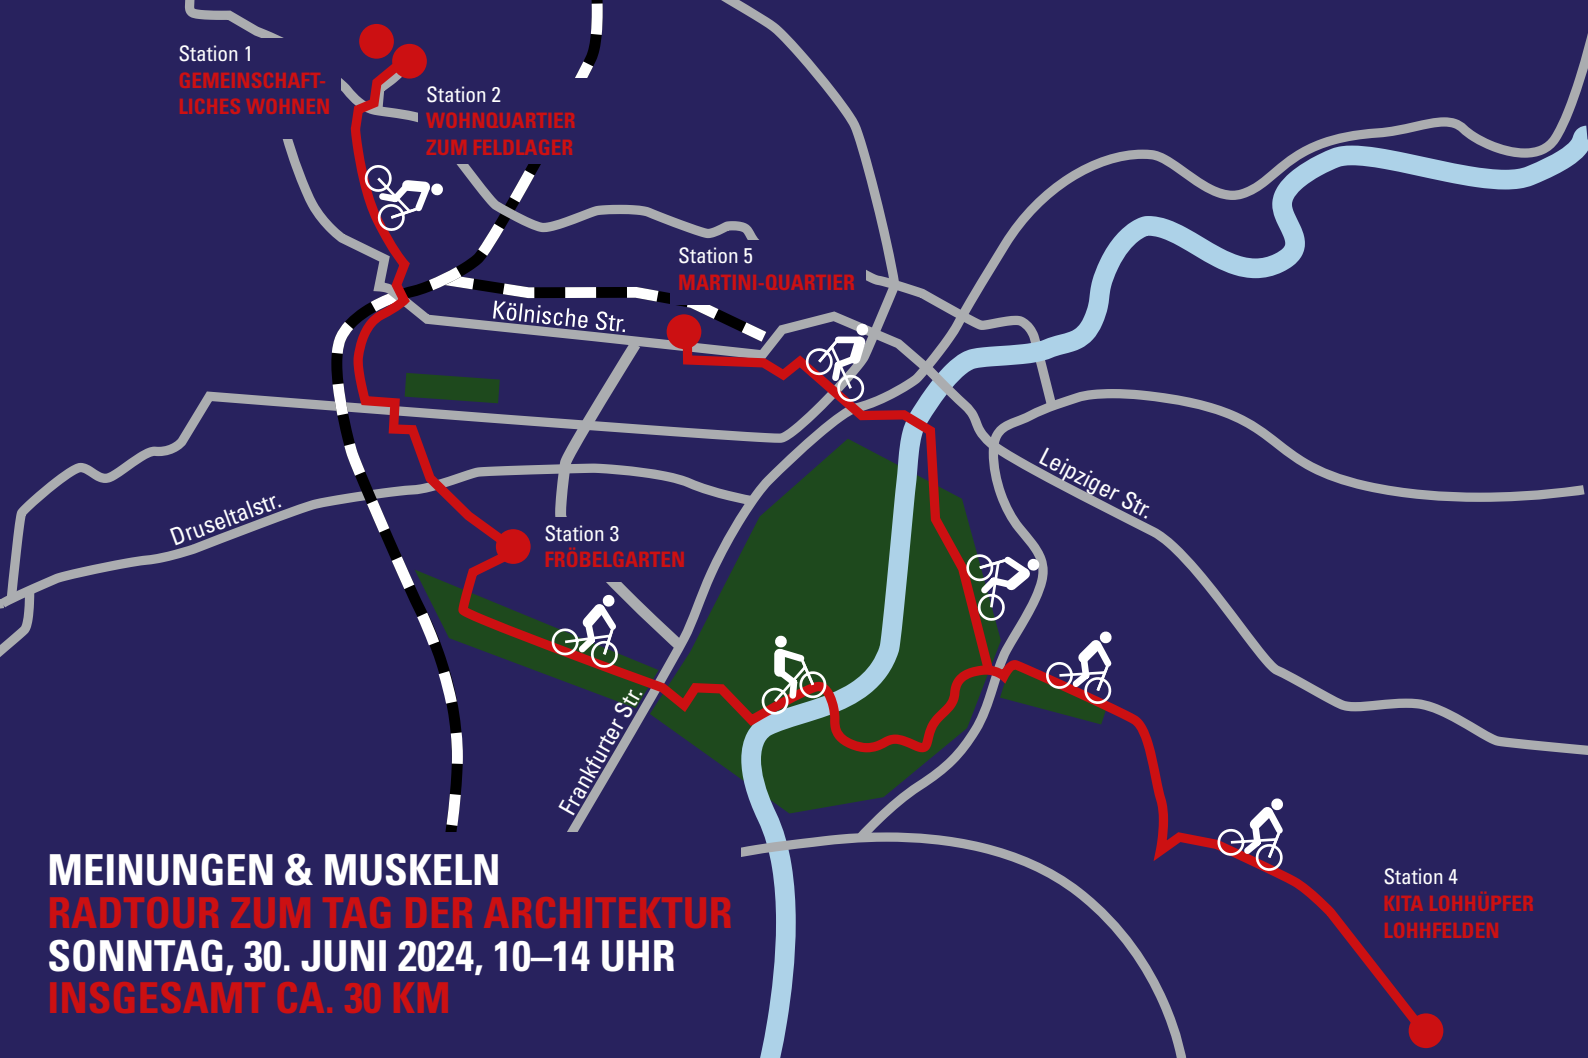 Station 1
GEMEINSCHAFT-
LICHES WOHNEN
Station 2
WOHNQUARTIER
ZUM FELDLAGER
Station 5
MARTINI-QUARTIER
Kölnische Str.
Leipziger Str.
Druseltalstr.
Station 3
FRÖBELGARTEN
Frankfurter Str.
Station 4
KITA LOHHÜPFER
LOHHFELDEN
MEINUNGEN & MUSKELN
RADTOUR ZUM TAG DER ARCHITEKTUR
SONNTAG, 30. JUNI 2024, 10–14 UHR
INSGESAMT CA. 30 KM